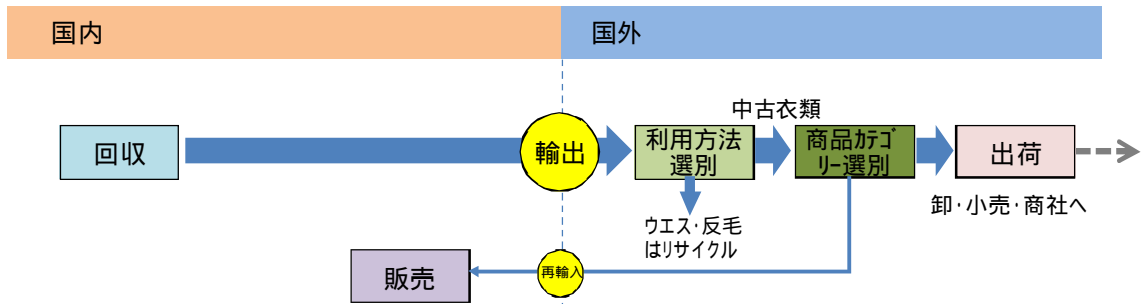 国内
国外
回収
輸出
利用方法
選別
中古衣類
商品ｶﾃｺﾞ
ﾘｰ選別
出荷
卸･小売･商社へ
ウエス･反毛
はリサイクル
再輸入
販売